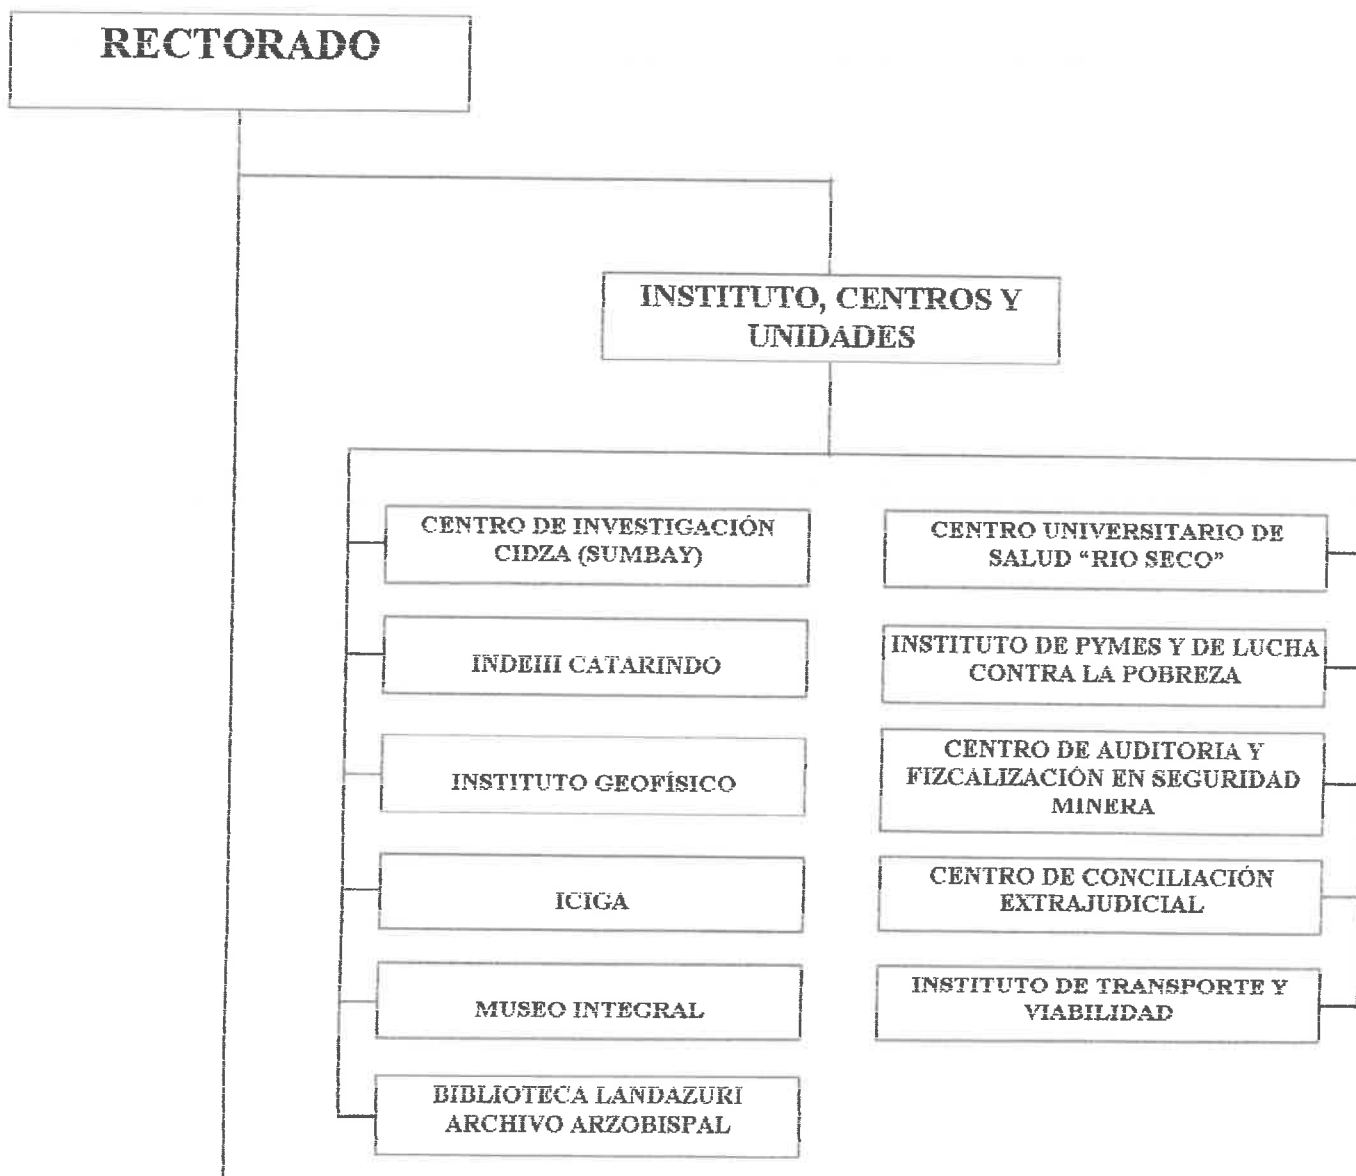 RECTORADO
INSTITUTO, CENTROS Y
UNIDADES
CENTRO DE INVESTIGACIÓN
CIDZA (SUMBAY)
INDEHI CATARINDO
INSTITUTO GEOFÍSICO
ICIGA
MUSEO INTEGRAL
BIBLIOTECA LANDAZURI
ARCHIVO ARZOBISPAL
CENTRO UNIVERSITARIO DE
SALUD “RIO SECO”
INSTITUTO DE PYMES Y DE LUCHA
CONTRA LA POBREZA
CENTRO DE AUDITORIA Y
FIZCALIZACIÓN EN SEGURIDAD
MINERA
CENTRO DE CONCILIACIÓN
EXTRAJUDICIAL
INSTITUTO DE TRANSPORTE Y
VIABILIDAD